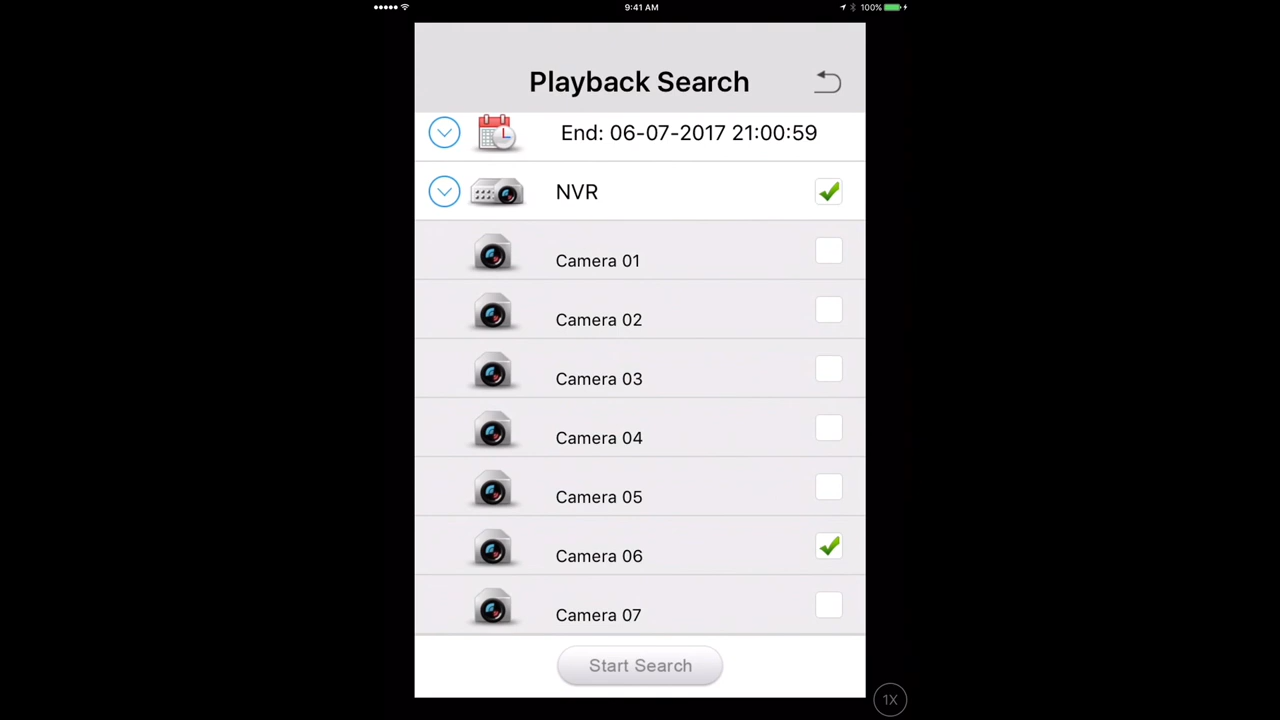 9:41 AM
100%
Playback Search
End: 06-07-2017 21:00:59
NVR
Camera 01
Camera 02
Camera 03
Camera 04
Camera 05
Camera 06
Camera 07
Start Search
1X